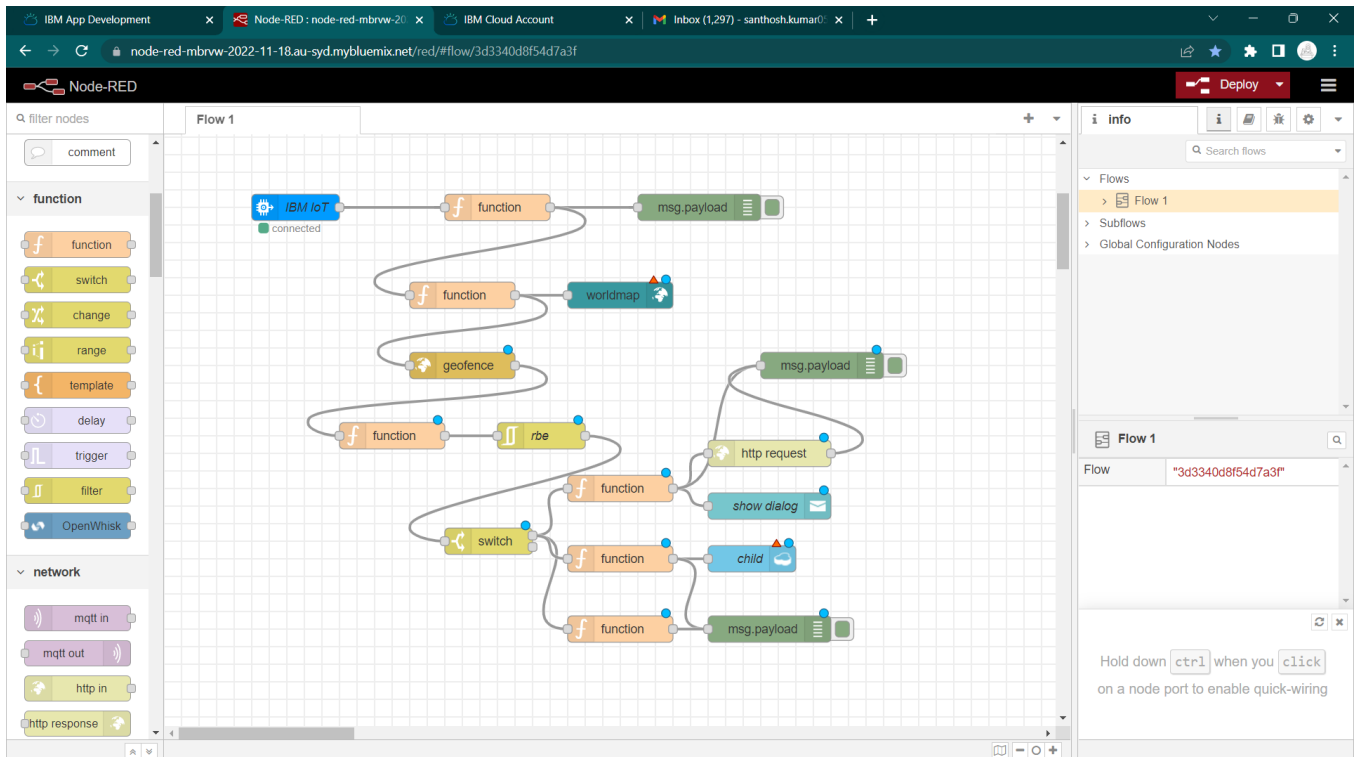 IBM App Development
Node-RED : node-red-mbrvw-20
IBM Cloud Account
Inbox (1,297) - santhosh.kumar05
node-red-mbrvw-2022-11-18.au-syd.mybluemix.net/red/#flow/3d3340d8f54d7a3f
Node-RED
Deploy
filter nodes
comment
function
function
switch
change
range
template
delay
trigger
filter
OpenWhisk
network
mqtt in
mqtt out
http in
http response
Flow 1
IBM IoT
connected
function
msg.payload
function
worldmap
geofence
msg.payload
function
rbe
http request
function
show dialog
switch
function
child
function
msg.payload
i info
i
Search flows
Flows
Flow 1
Subflows
Global Configuration Nodes
Flow 1
Flow "3d3340d8f54d7a3f"
Hold down ctrl when you click
on a node port to enable quick-wiring